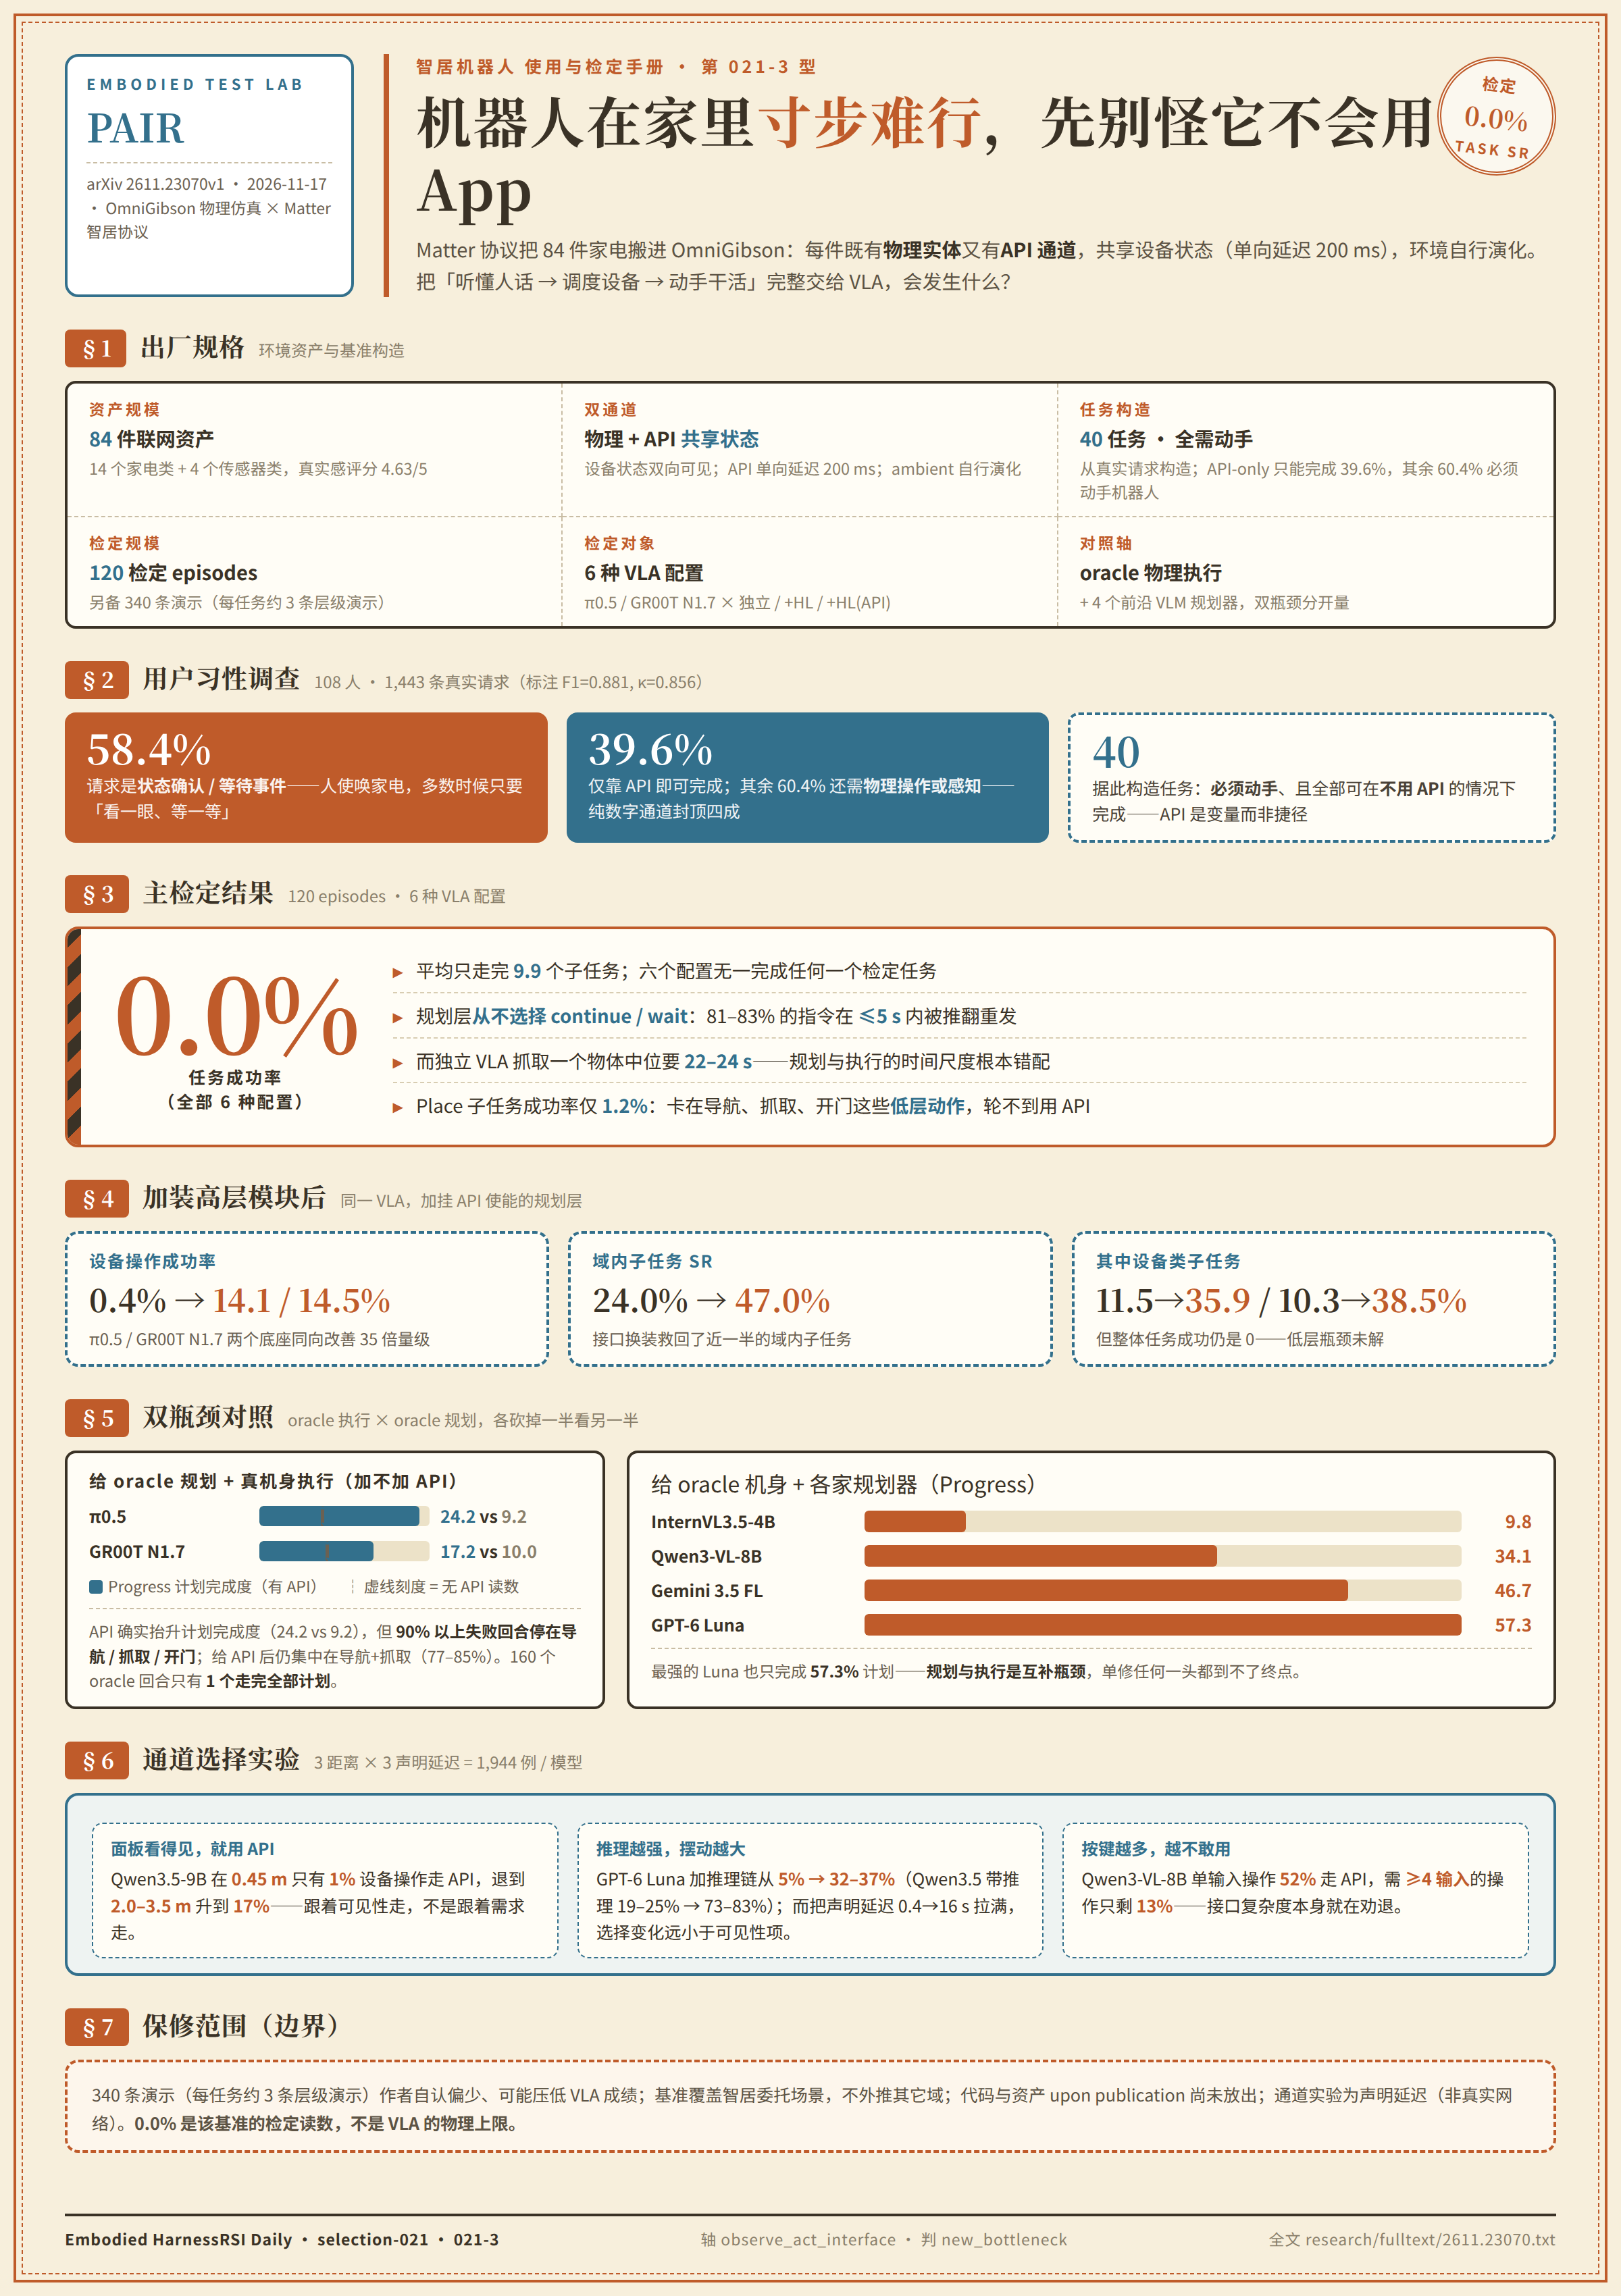 EMBODIED TEST LAB
PAIR
arXiv 2611.23070v1 · 2026-11-17
· OmniGibson 物理仿真 × Matter
智居协议
智居机器人 使用与检定手册 · 第 021-3 型
机器人在家里寸步难行，先别怪它不会用
App
检定
0.0%
TASK SR
Matter 协议把 84 件家电搬进 OmniGibson：每件既有物理实体又有API 通道，共享设备状态（单向延迟 200 ms），环境自行演化。
把「听懂人话 → 调度设备 → 动手干活」完整交给 VLA，会发生什么？
§ 1 出厂规格 环境资产与基准构造
资产规模
84 件联网资产
14 个家电类 + 4 个传感器类，真实感评分 4.63/5
双通道
物理 + API 共享状态
设备状态双向可见；API 单向延迟 200 ms；ambient 自行演化
任务构造
40 任务 · 全需动手
从真实请求构造；API-only 只能完成 39.6%，其余 60.4% 必须
动手机器人
检定规模
120 检定 episodes
另备 340 条演示（每任务约 3 条层级演示）
检定对象
6 种 VLA 配置
π0.5 / GR00T N1.7 × 独立 / +HL / +HL(API)
对照轴
oracle 物理执行
+ 4 个前沿 VLM 规划器，双瓶颈分开量
§ 2 用户习性调查 108 人 · 1,443 条真实请求（标注 F1=0.881, κ=0.856）
58.4%
请求是状态确认 / 等待事件——人使唤家电，多数时候只要
「看一眼、等一等」
39.6%
仅靠 API 即可完成；其余 60.4% 还需物理操作或感知——
纯数字通道封顶四成
40
据此构造任务：必须动手、且全部可在不用 API 的情况下
完成——API 是变量而非捷径
§ 3 主检定结果 120 episodes · 6 种 VLA 配置
0.0%
任务成功率
（全部 6 种配置）
▸ 平均只走完 9.9 个子任务；六个配置无一完成任何一个检定任务
▸ 规划层从不选择 continue / wait：81–83% 的指令在 ≤5 s 内被推翻重发
▸ 而独立 VLA 抓取一个物体中位要 22–24 s——规划与执行的时间尺度根本错配
▸ Place 子任务成功率仅 1.2%：卡在导航、抓取、开门这些低层动作，轮不到用 API
§ 4 加装高层模块后 同一 VLA，加挂 API 使能的规划层
设备操作成功率
0.4% → 14.1 / 14.5%
π0.5 / GR00T N1.7 两个底座同向改善 35 倍量级
域内子任务 SR
24.0% → 47.0%
接口换装救回了近一半的域内子任务
其中设备类子任务
11.5→35.9 / 10.3→38.5%
但整体任务成功仍是 0——低层瓶颈未解
§ 5 双瓶颈对照 oracle 执行 × oracle 规划，各砍掉一半看另一半
给 oracle 规划 + 真机身执行（加不加 API）
π0.5 24.2 vs 9.2
GR00T N1.7 17.2 vs 10.0
Progress 计划完成度（有 API） 虚线刻度 = 无 API 读数
API 确实抬升计划完成度（24.2 vs 9.2），但 90% 以上失败回合停在导
航 / 抓取 / 开门；给 API 后仍集中在导航+抓取（77–85%）。160 个
oracle 回合只有 1 个走完全部计划。
给 oracle 机身 + 各家规划器（Progress）
InternVL3.5-4B 9.8
Qwen3-VL-8B 34.1
Gemini 3.5 FL 46.7
GPT-6 Luna 57.3
最强的 Luna 也只完成 57.3% 计划——规划与执行是互补瓶颈，单修任何一头都到不了终点。
§ 6 通道选择实验 3 距离 × 3 声明延迟 = 1,944 例 / 模型
面板看得见，就用 API
Qwen3.5-9B 在 0.45 m 只有 1% 设备操作走 API，退到
2.0–3.5 m 升到 17%——跟着可见性走，不是跟着需求
走。
推理越强，摆动越大
GPT-6 Luna 加推理链从 5% → 32–37%（Qwen3.5 带推
理 19–25% → 73–83%）；而把声明延迟 0.4→16 s 拉满，
选择变化远小于可见性项。
按键越多，越不敢用
Qwen3-VL-8B 单输入操作 52% 走 API，需 ≥4 输入的操
作只剩 13%——接口复杂度本身就在劝退。
§ 7 保修范围（边界）
340 条演示（每任务约 3 条层级演示）作者自认偏少、可能压低 VLA 成绩；基准覆盖智居委托场景，不外推其它域；代码与资产 upon publication 尚未放出；通道实验为声明延迟（非真实网
络）。0.0% 是该基准的检定读数，不是 VLA 的物理上限。
Embodied HarnessRSI Daily · selection-021 · 021-3
轴 observe_act_interface · 判 new_bottleneck
全文 research/fulltext/2611.23070.txt